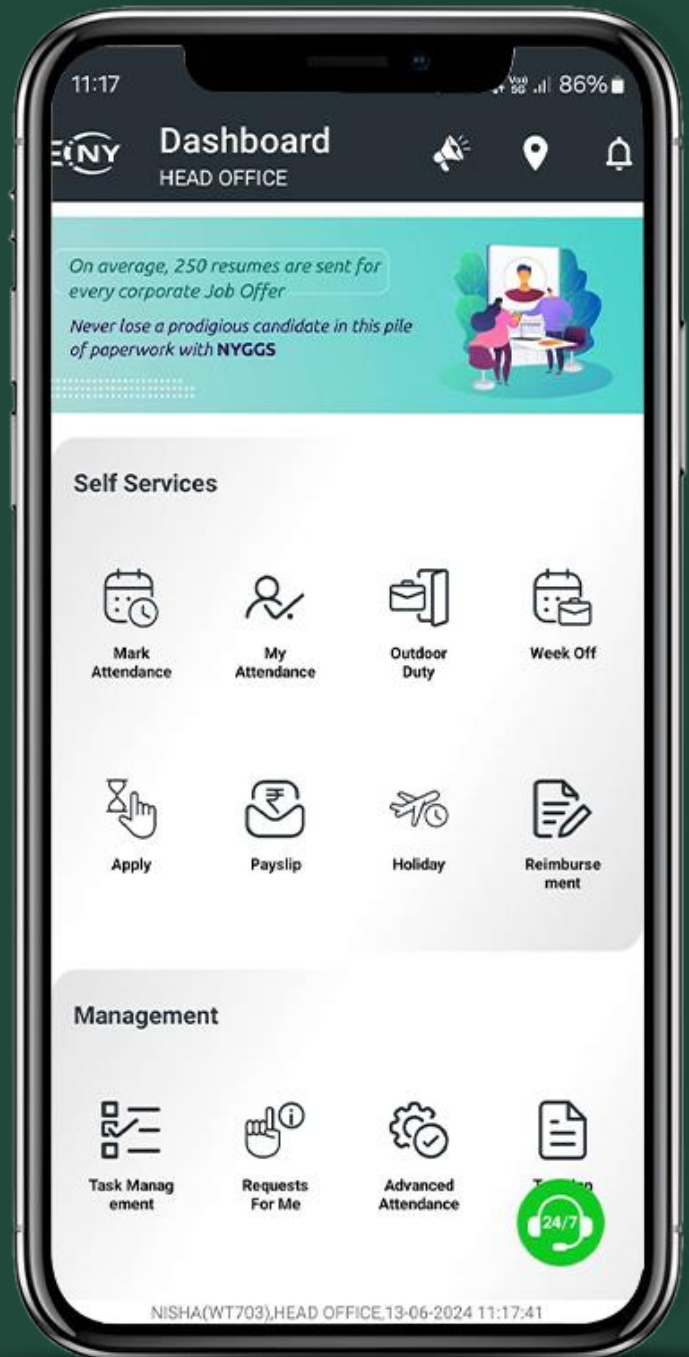 11:17
Vo)) 5G 86%
NY
Dashboard
HEAD OFFICE
On average, 250 resumes are sent for
every corporate Job Offer
Never lose a prodigious candidate in this pile
of paperwork with NYGGS
Self Services
Mark
Attendance
My
Attendance
Outdoor
Duty
Week Off
Apply
Payslip
Holiday
Reimburse
ment
Management
Task Manag
ement
Requests
For Me
Advanced
Attendance
24/7
NISHA(WT703),HEAD OFFICE,13-06-2024 11:17:41